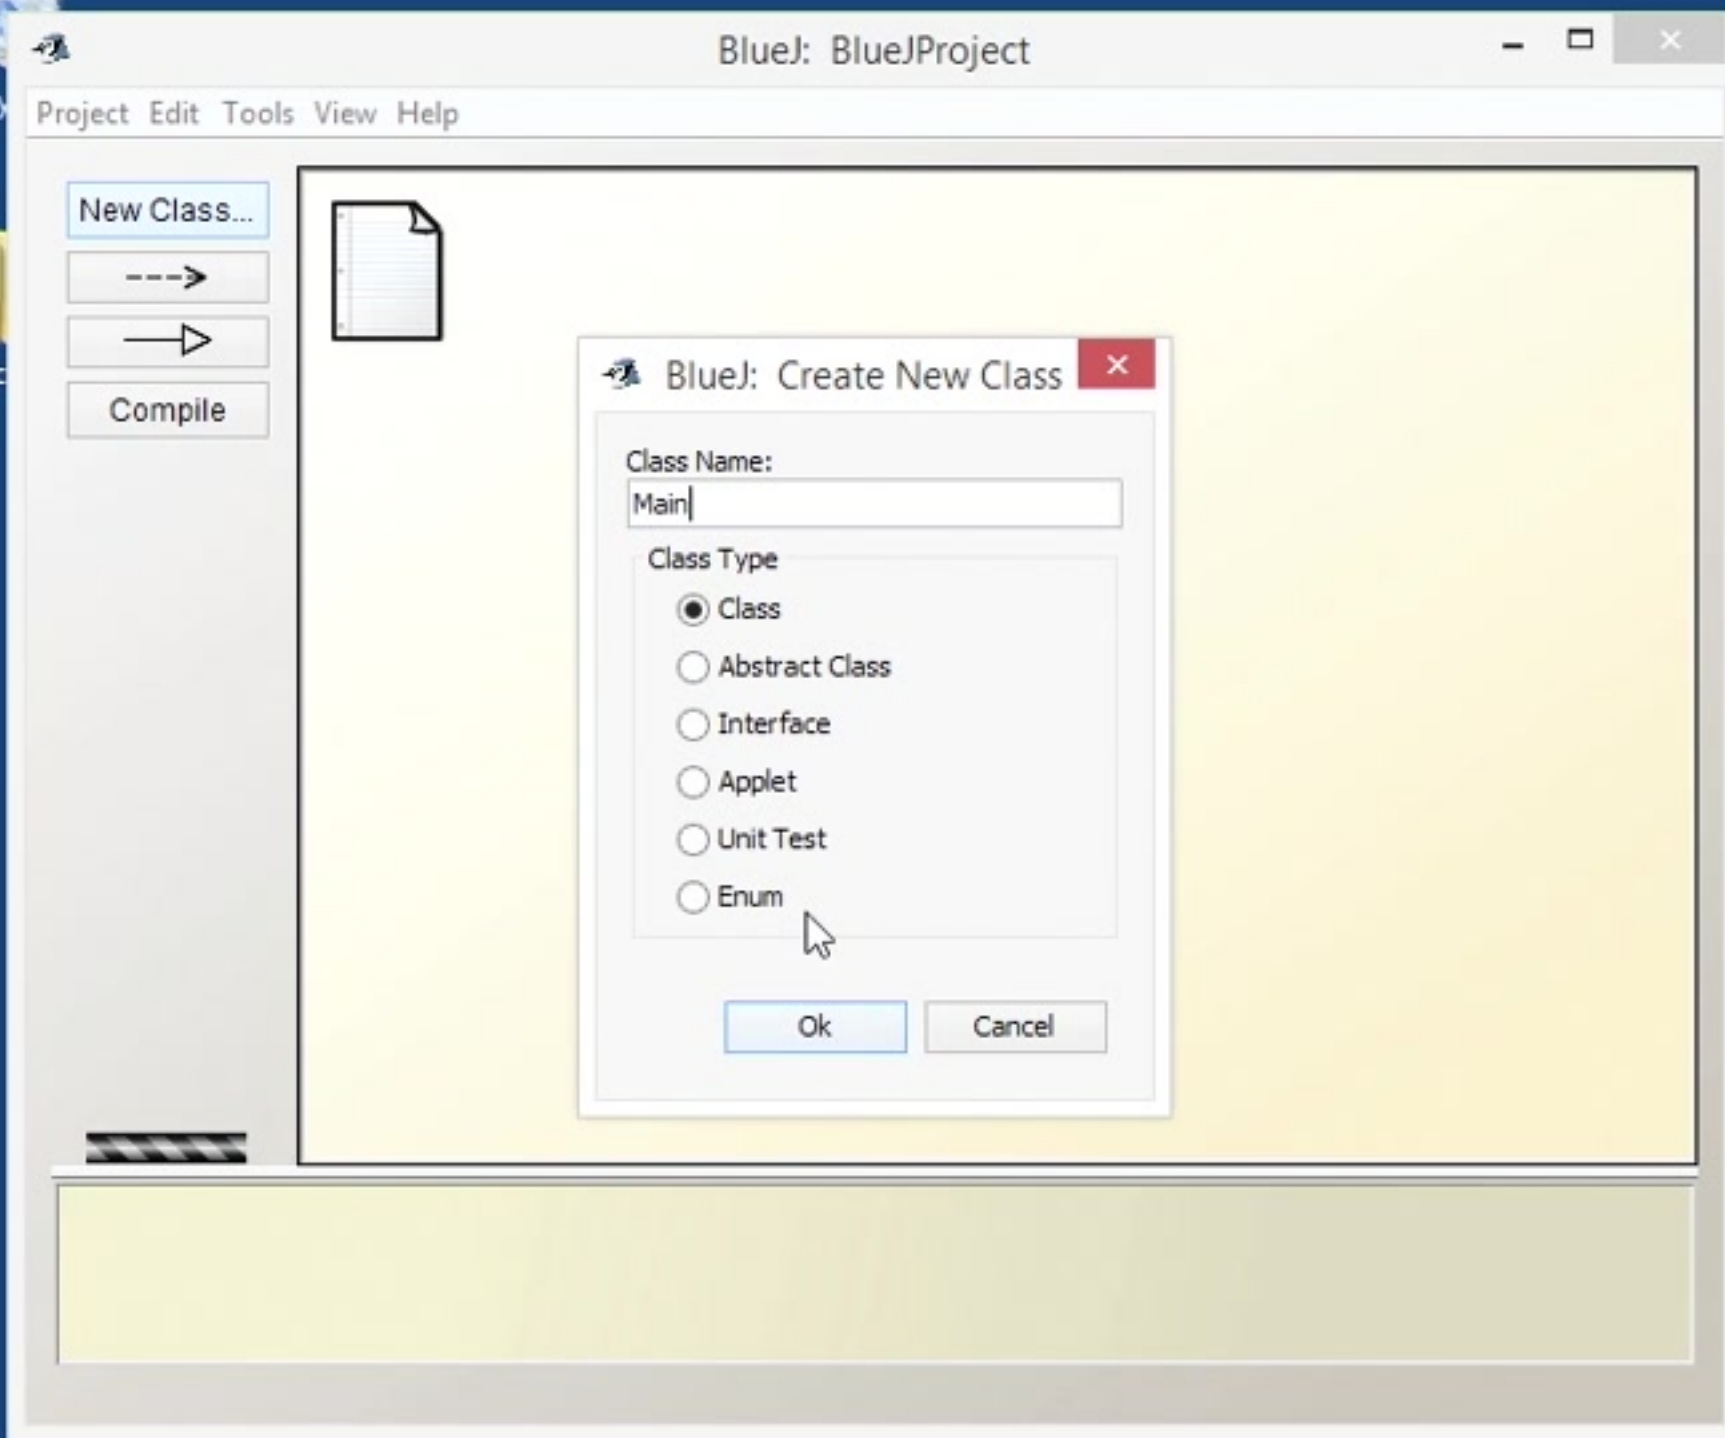 BlueJ: BlueJProject
Project Edit Tools View Help
New Class...
Compile
BlueJ: Create New Class
Class Name:
Main
Class Type
Class
Abstract Class
Interface
Applet
Unit Test
Enum
Ok Cancel